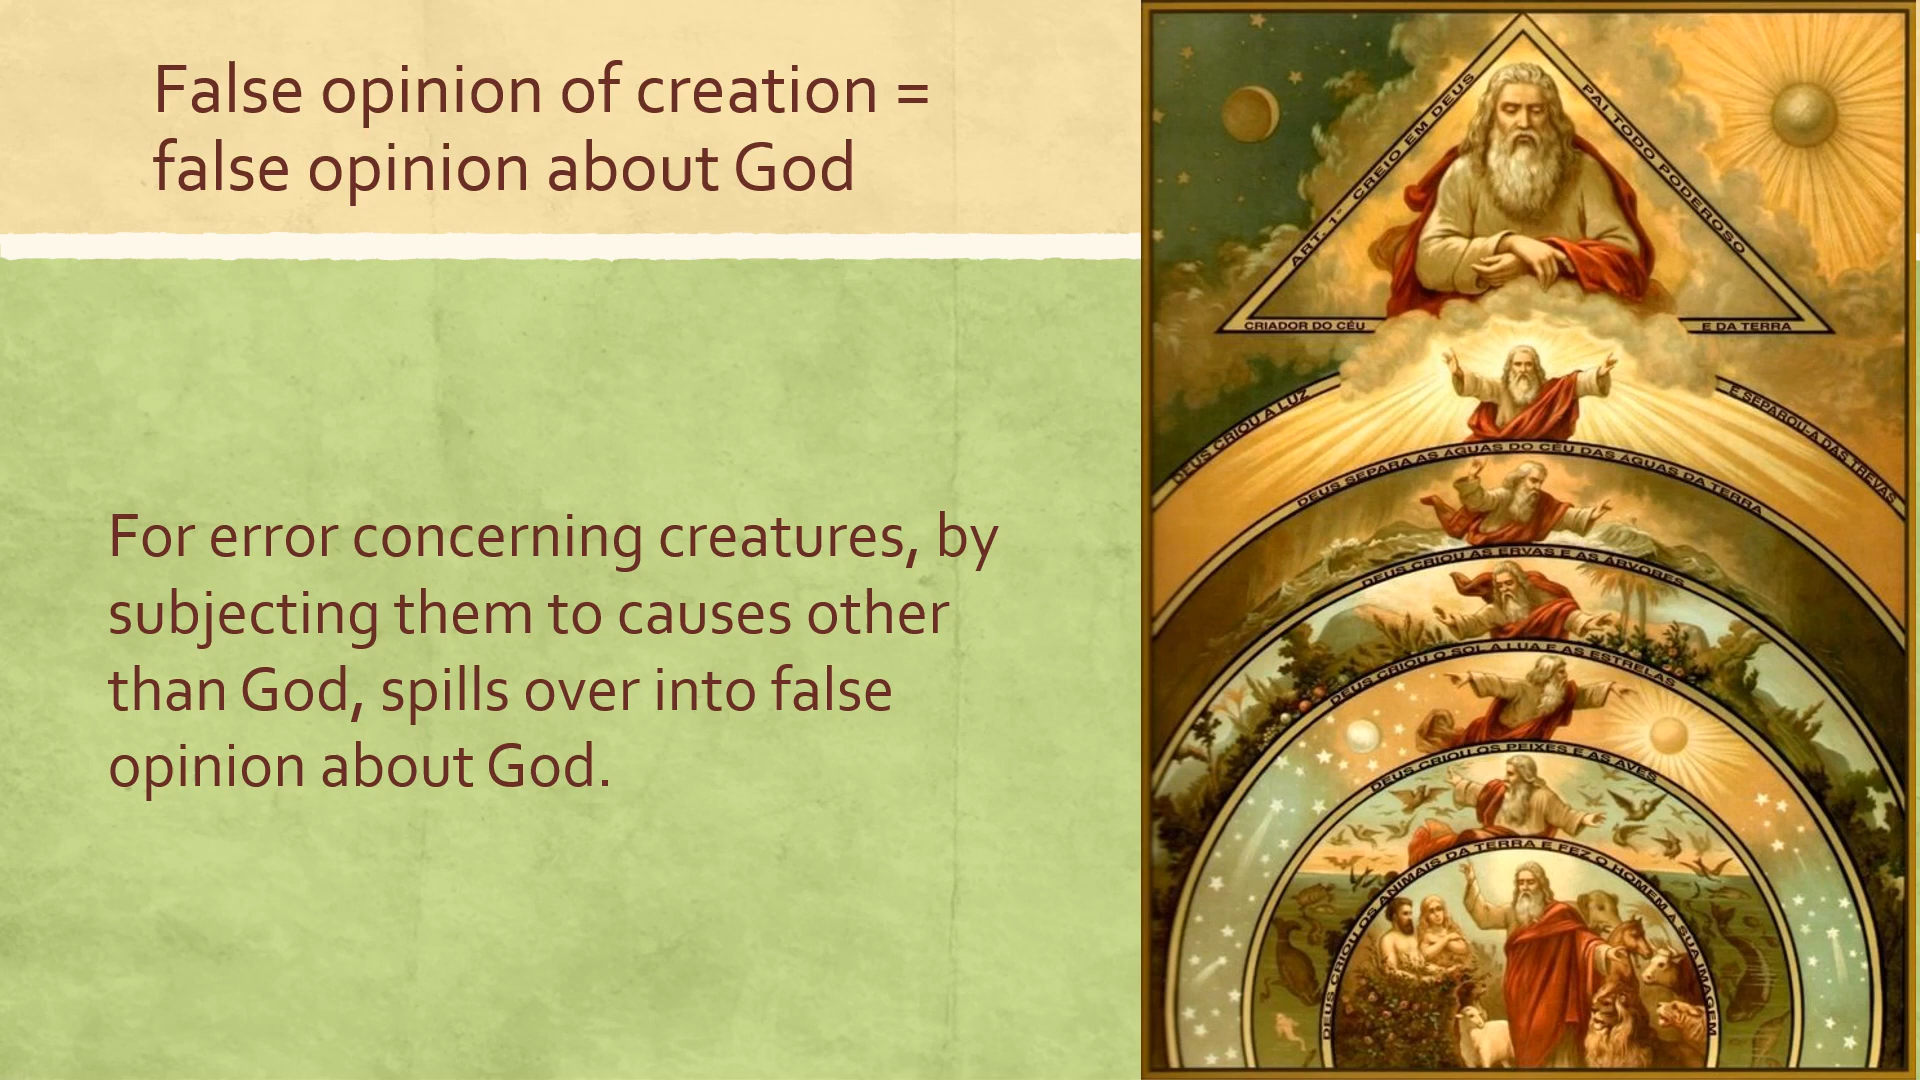 False opinion of creation =
false opinion about God
For error concerning creatures, by
subjecting them to causes other
than God, spills over into false
opinion about God.
ART. 1º CREIO EM DEUS
PAI TODO PODEROSO
CRIADOR DO CÉU
E DA TERRA
DEUS CRIOU A LUZ
E SEPAROU-A DAS TREVAS
DEUS SEPARA AS ÁGUAS DO CÉU DAS ÁGUAS DA TERRA
DEUS CRIOU AS ERVAS E AS ÁRVORES
DEUS CRIOU O SOL A LUA E AS ESTRELAS
DEUS CRIOU OS PEIXES E AS AVES
DEUS CRIOU OS ANIMAIS DA TERRA E FEZ O HOMEM A SUA IMAGEM